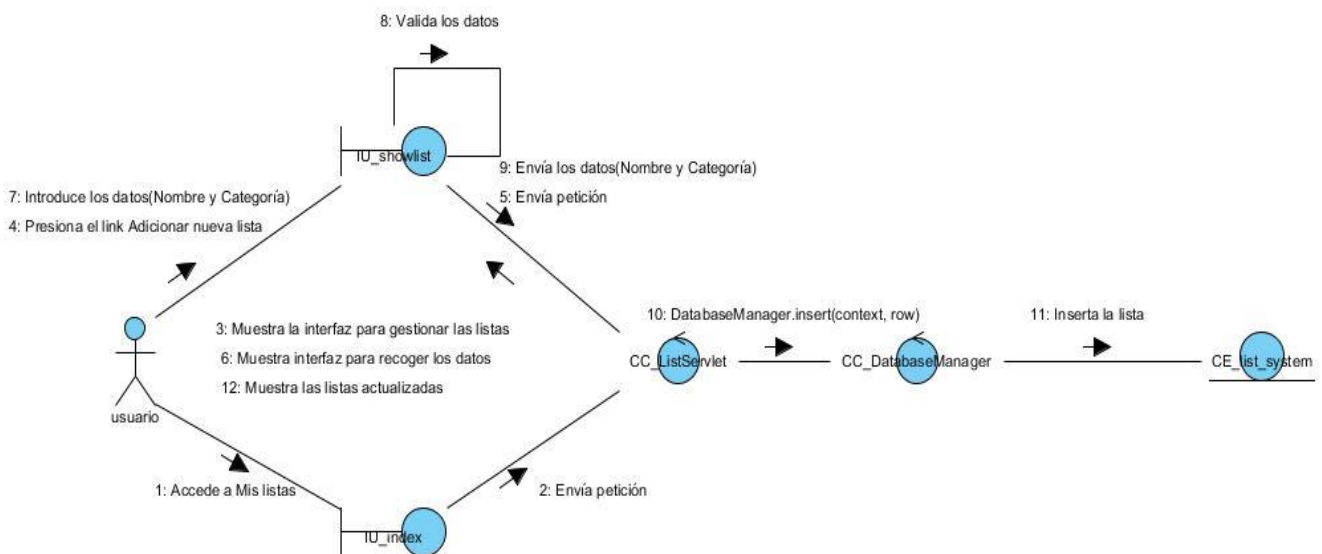 8: Valida los datos
IU_showlist
9: Envía los datos(Nombre y Categoría)
5: Envía petición
7: Introduce los datos(Nombre y Categoría)
4: Presiona el link Adicionar nueva lista
3: Muestra la interfaz para gestionar las listas
6: Muestra interfaz para recoger los datos
12: Muestra las listas actualizadas
10: DatabaseManager.insert(context, row)
11: Inserta la lista
CC_ListServlet
CC_DatabaseManager
CE_list_system
usuario
1: Accede a Mis listas
2: Envía petición
IU_index